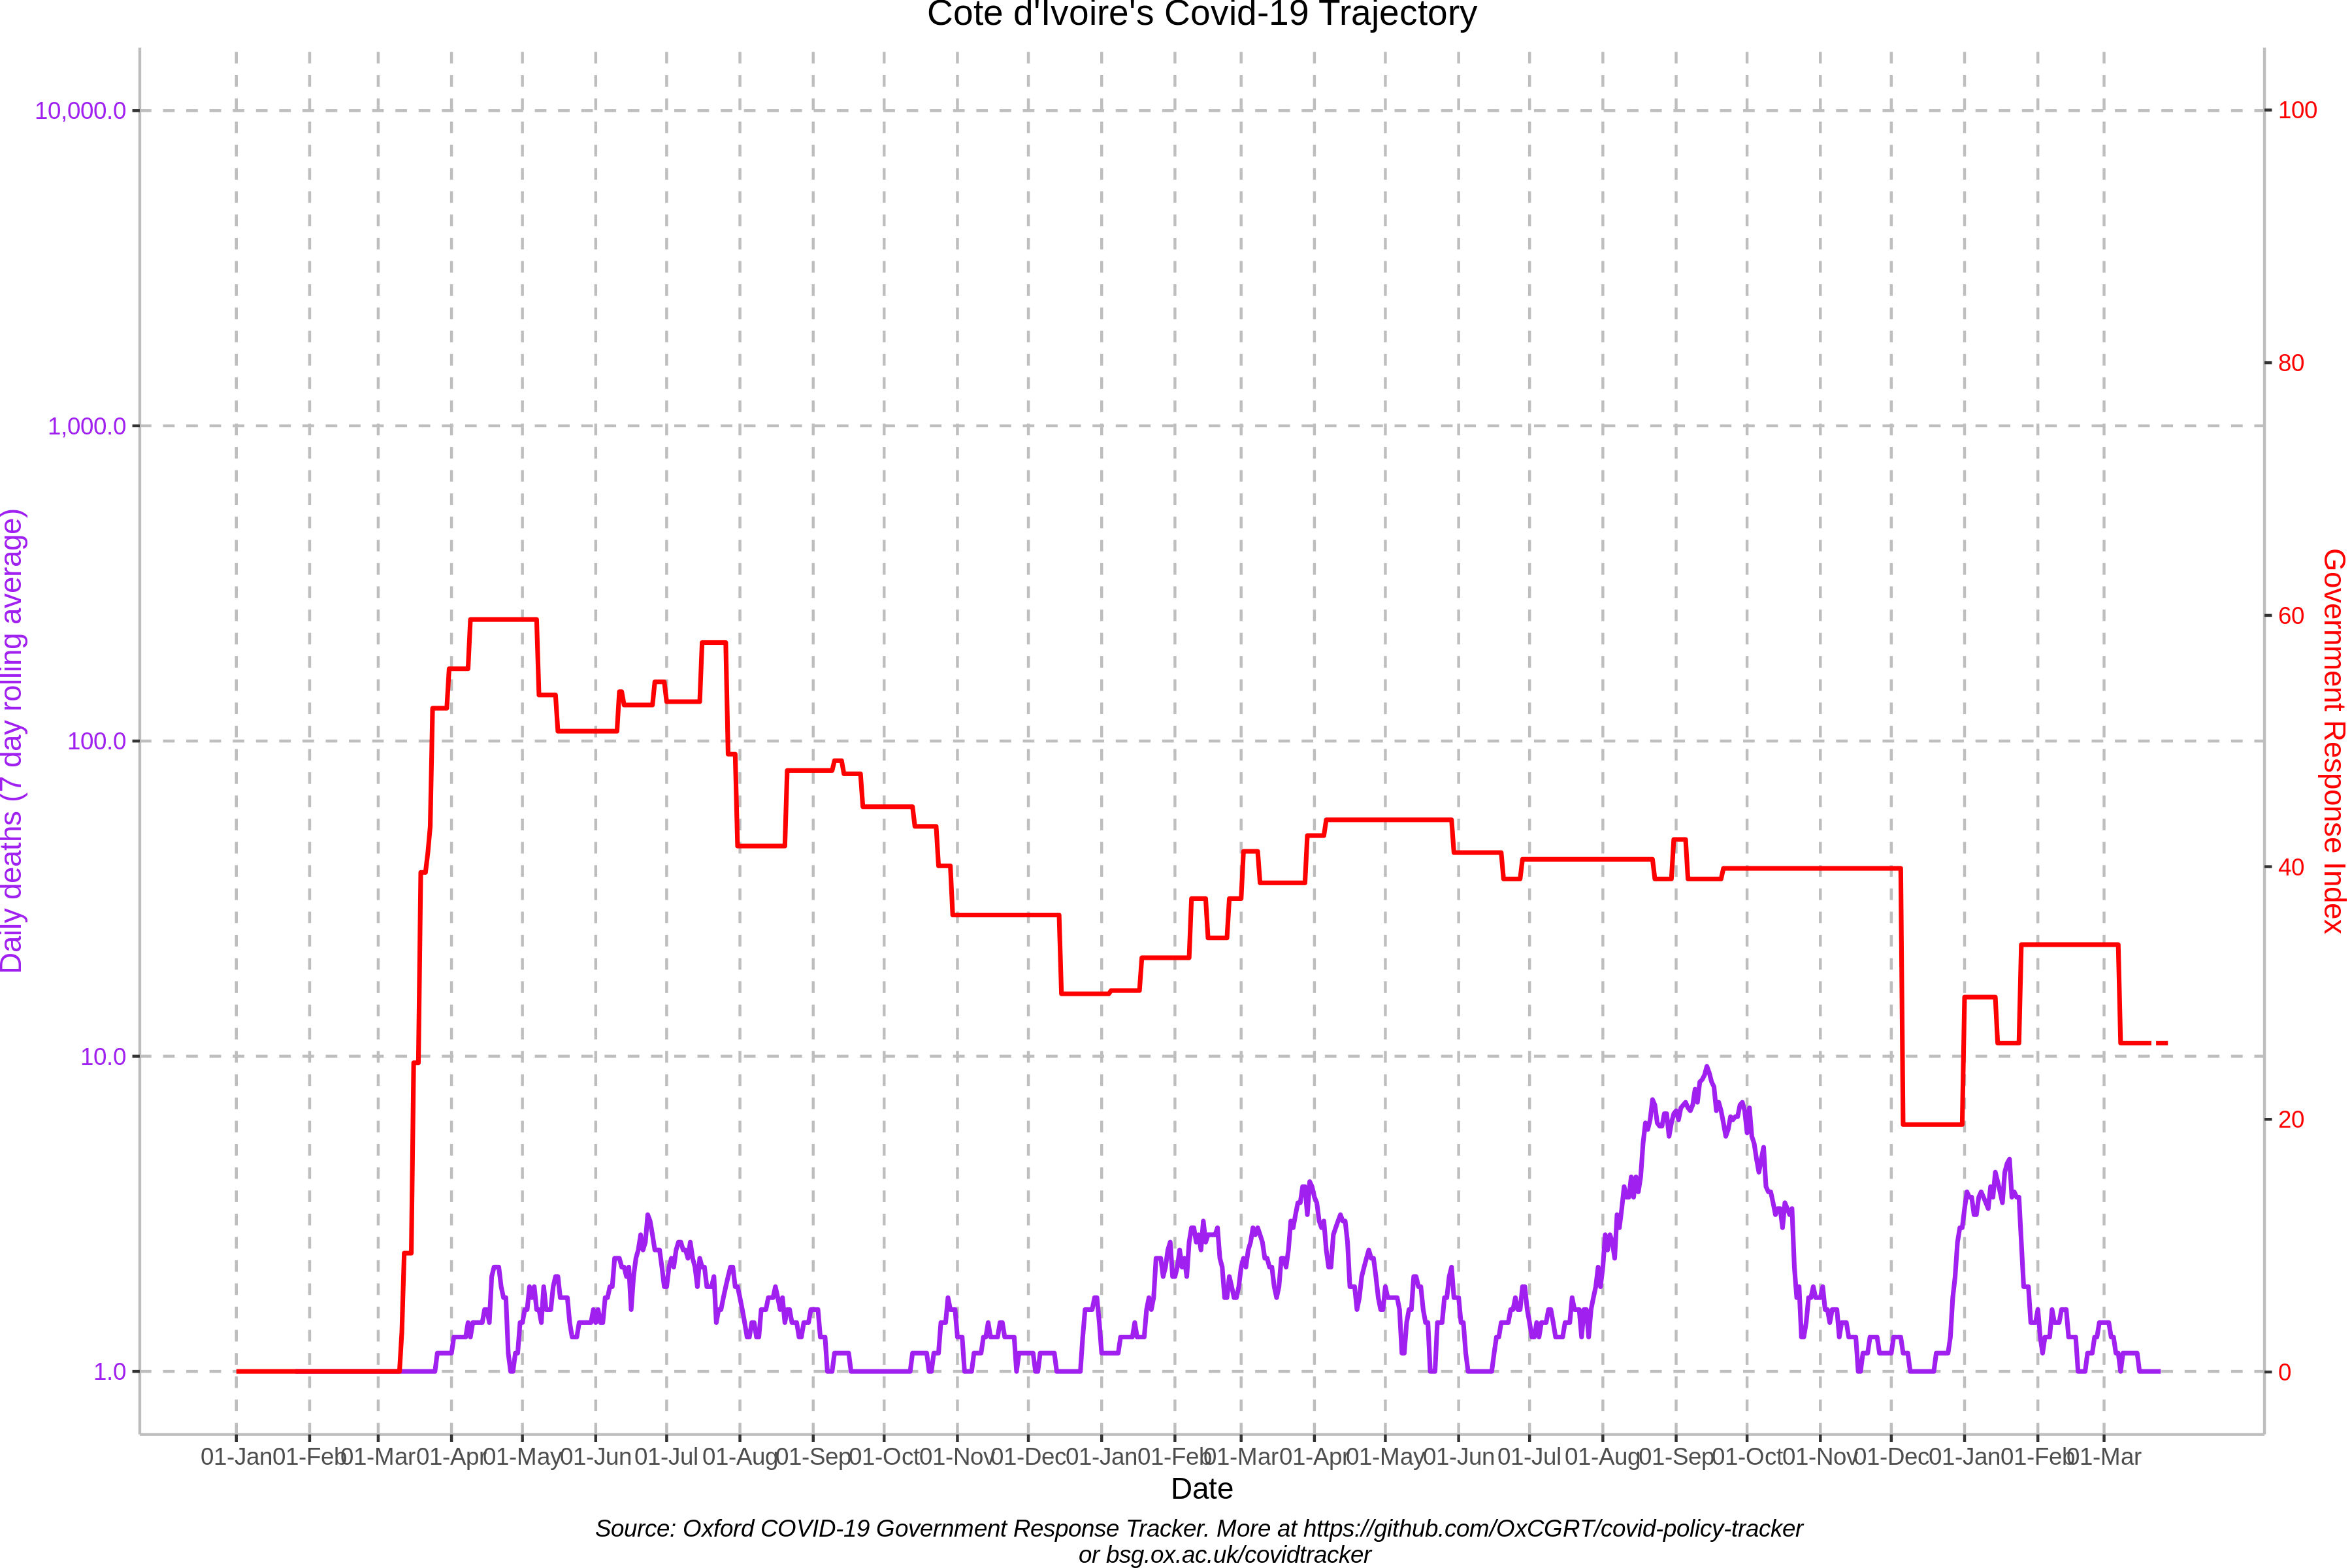 Cote d'Ivoire's Covid-19 Trajectory
10,000.0
1,000.0
100.0
10.0
1.0
Daily deaths (7 day rolling average)
100
80
60
40
20
0
Government Response Index
01-Jan 01-Feb 01-Mar 01-Apr 01-May 01-Jun 01-Jul 01-Aug 01-Sep 01-Oct 01-Nov 01-Dec 01-Jan 01-Feb 01-Mar 01-Apr 01-May 01-Jun 01-Jul 01-Aug 01-Sep 01-Oct 01-Nov 01-Dec 01-Jan 01-Feb 01-Mar
Date
Source: Oxford COVID-19 Government Response Tracker. More at https://github.com/OxCGRT/covid-policy-tracker
or bsg.ox.ac.uk/covidtracker